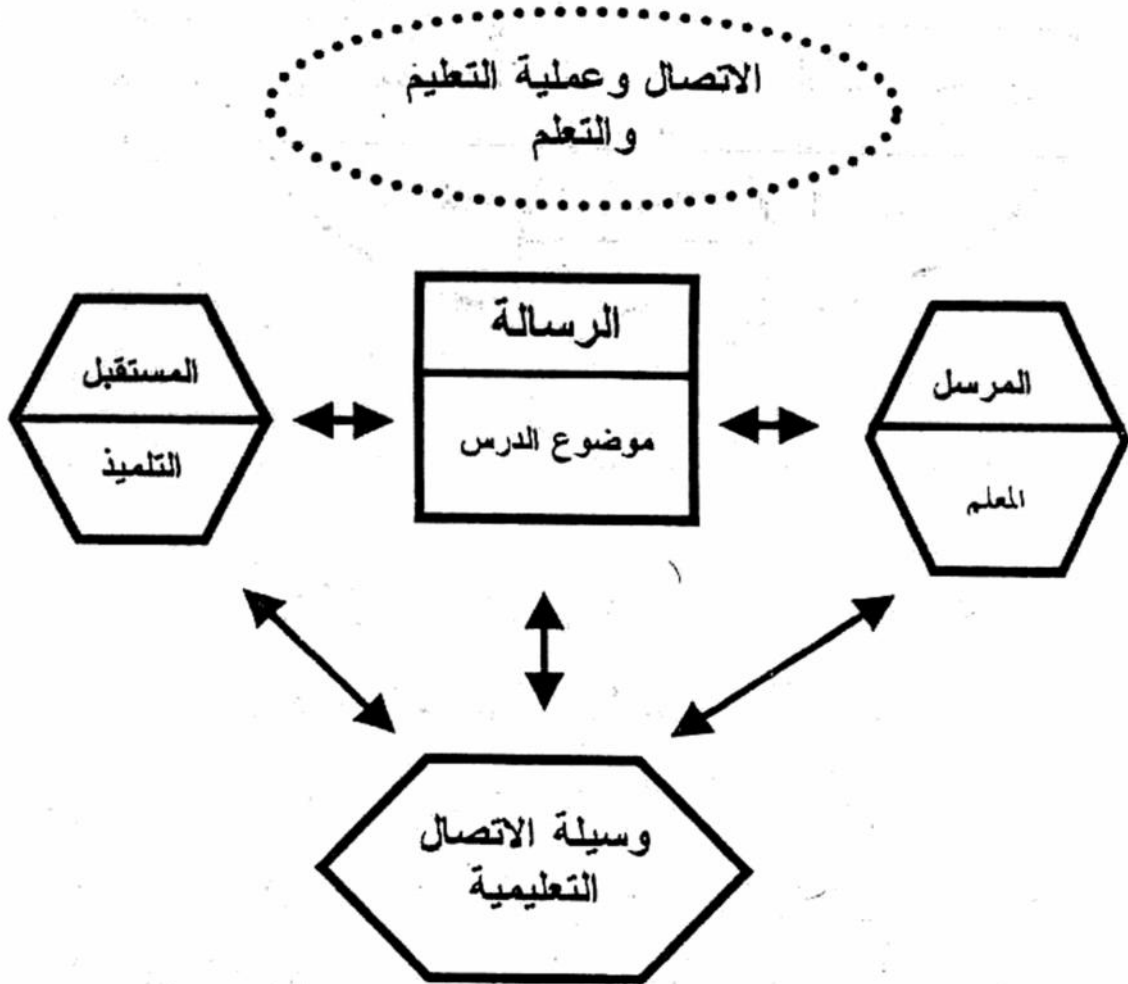 الاتصال وعملية التعليم
والتعلم
المرسل
المعلم
الرسالة
موضوع الدرس
المستقبل
التلميذ
وسيلة الاتصال
التعليمية